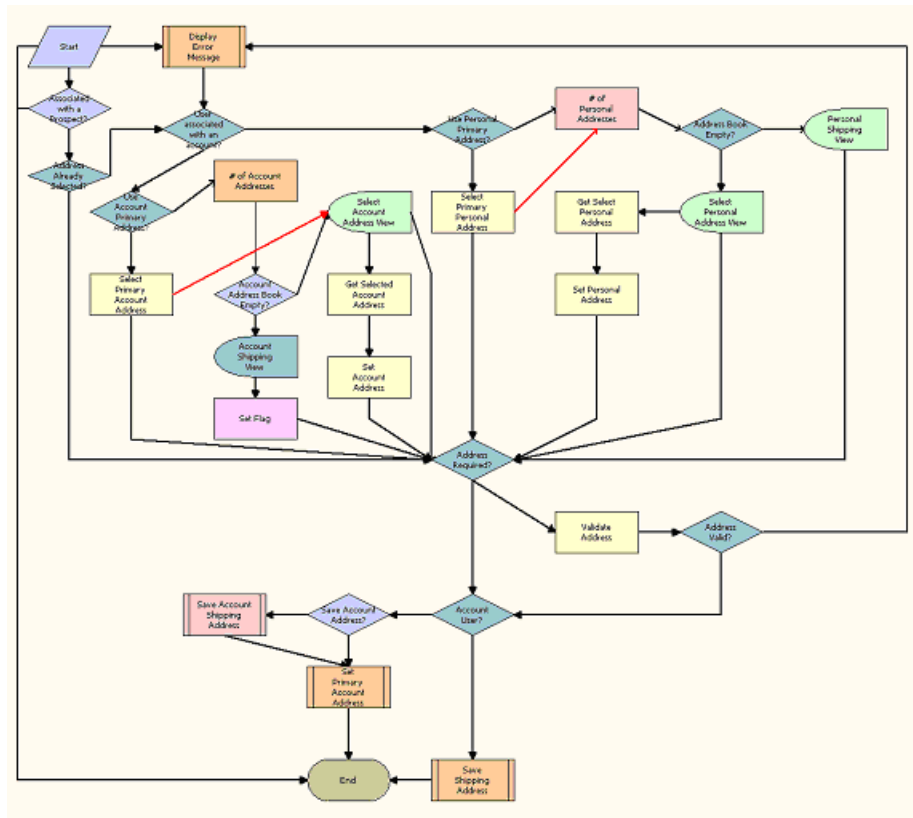 Start
Display
Error
Message
Associated
with a
Prospect?
User
associated
with an
account?
Use Personal
Primary
Address?
# of
Personal
Addresses
Address Book
Empty?
Personal
Shipping
View
Address
Already
Selected?
Use
Account
Primary
Address?
# of Account
Addresses
Select
Account
Address View
Select
Primary
Personal
Address
Get Select
Personal
Address
Select
Personal
Address View
Select
Primary
Account
Address
Account
Address Book
Empty?
Get Selected
Account
Address
Set Personal
Address
Account
Shipping
View
Set
Account
Address
Set Flag
Address
Required?
Validate
Address
Address
Valid?
Save Account
Shipping
Address
Save Account
Address?
Account
User?
Set
Primary
Account
Address
End
Save
Shipping
Address